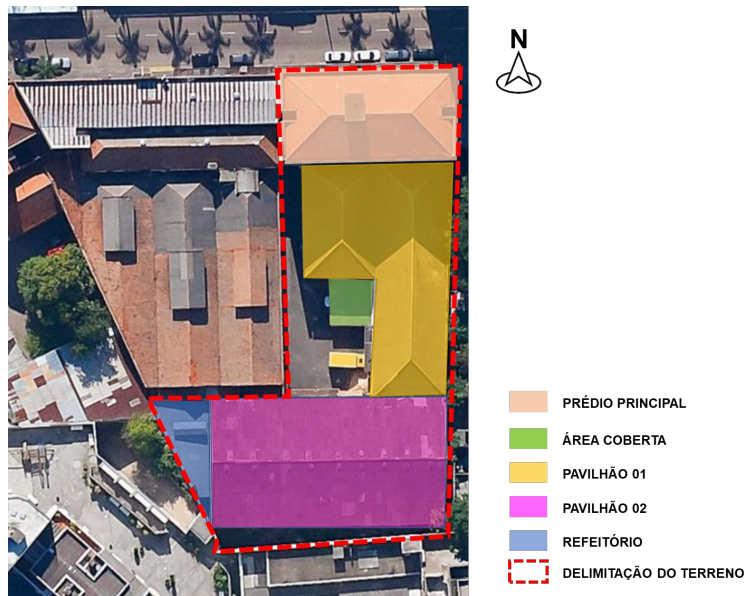 N
PRÉDIO PRINCIPAL
ÁREA COBERTA
PAVILHÃO 01
PAVILHÃO 02
REFEITÓRIO
DELIMITAÇÃO DO TERRENO